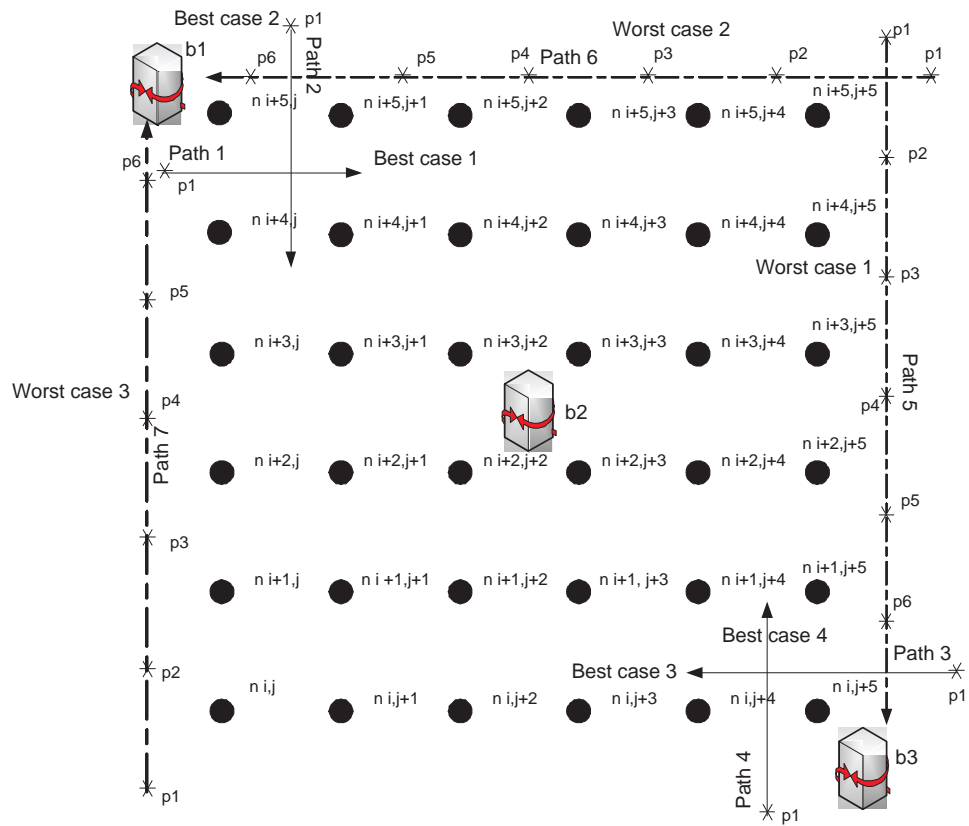 Best case 2
p1
Worst case 2
p1
b1
p6
Path 2
p5
p4
Path 6
p3
p2
p1
n i+5,j
n i+5,j+1
n i+5,j+2
n i+5,j+3
n i+5,j+4
n i+5,j+5
p6
Path 1
p1
Best case 1
p2
n i+4,j
n i+4,j+1
n i+4,j+2
n i+4,j+3
n i+4,j+4
n i+4,j+5
Worst case 1
p3
p5
n i+3,j
n i+3,j+1
n i+3,j+2
n i+3,j+3
n i+3,j+4
n i+3,j+5
Worst case 3
p4
Path 7
b2
p4
Path 5
n i+2,j
n i+2,j+1
n i+2,j+2
n i+2,j+3
n i+2,j+4
n i+2,j+5
p5
p3
n i+1,j
n i +1,j+1
n i+1,j+2
n i+1, j+3
n i+1,j+4
n i+1,j+5
p6
Best case 4
p2
Best case 3
Path 3
p1
n i,j
n i,j+1
n i,j+2
n i,j+3
n i,j+4
n i,j+5
b3
Path 4
p1
p1